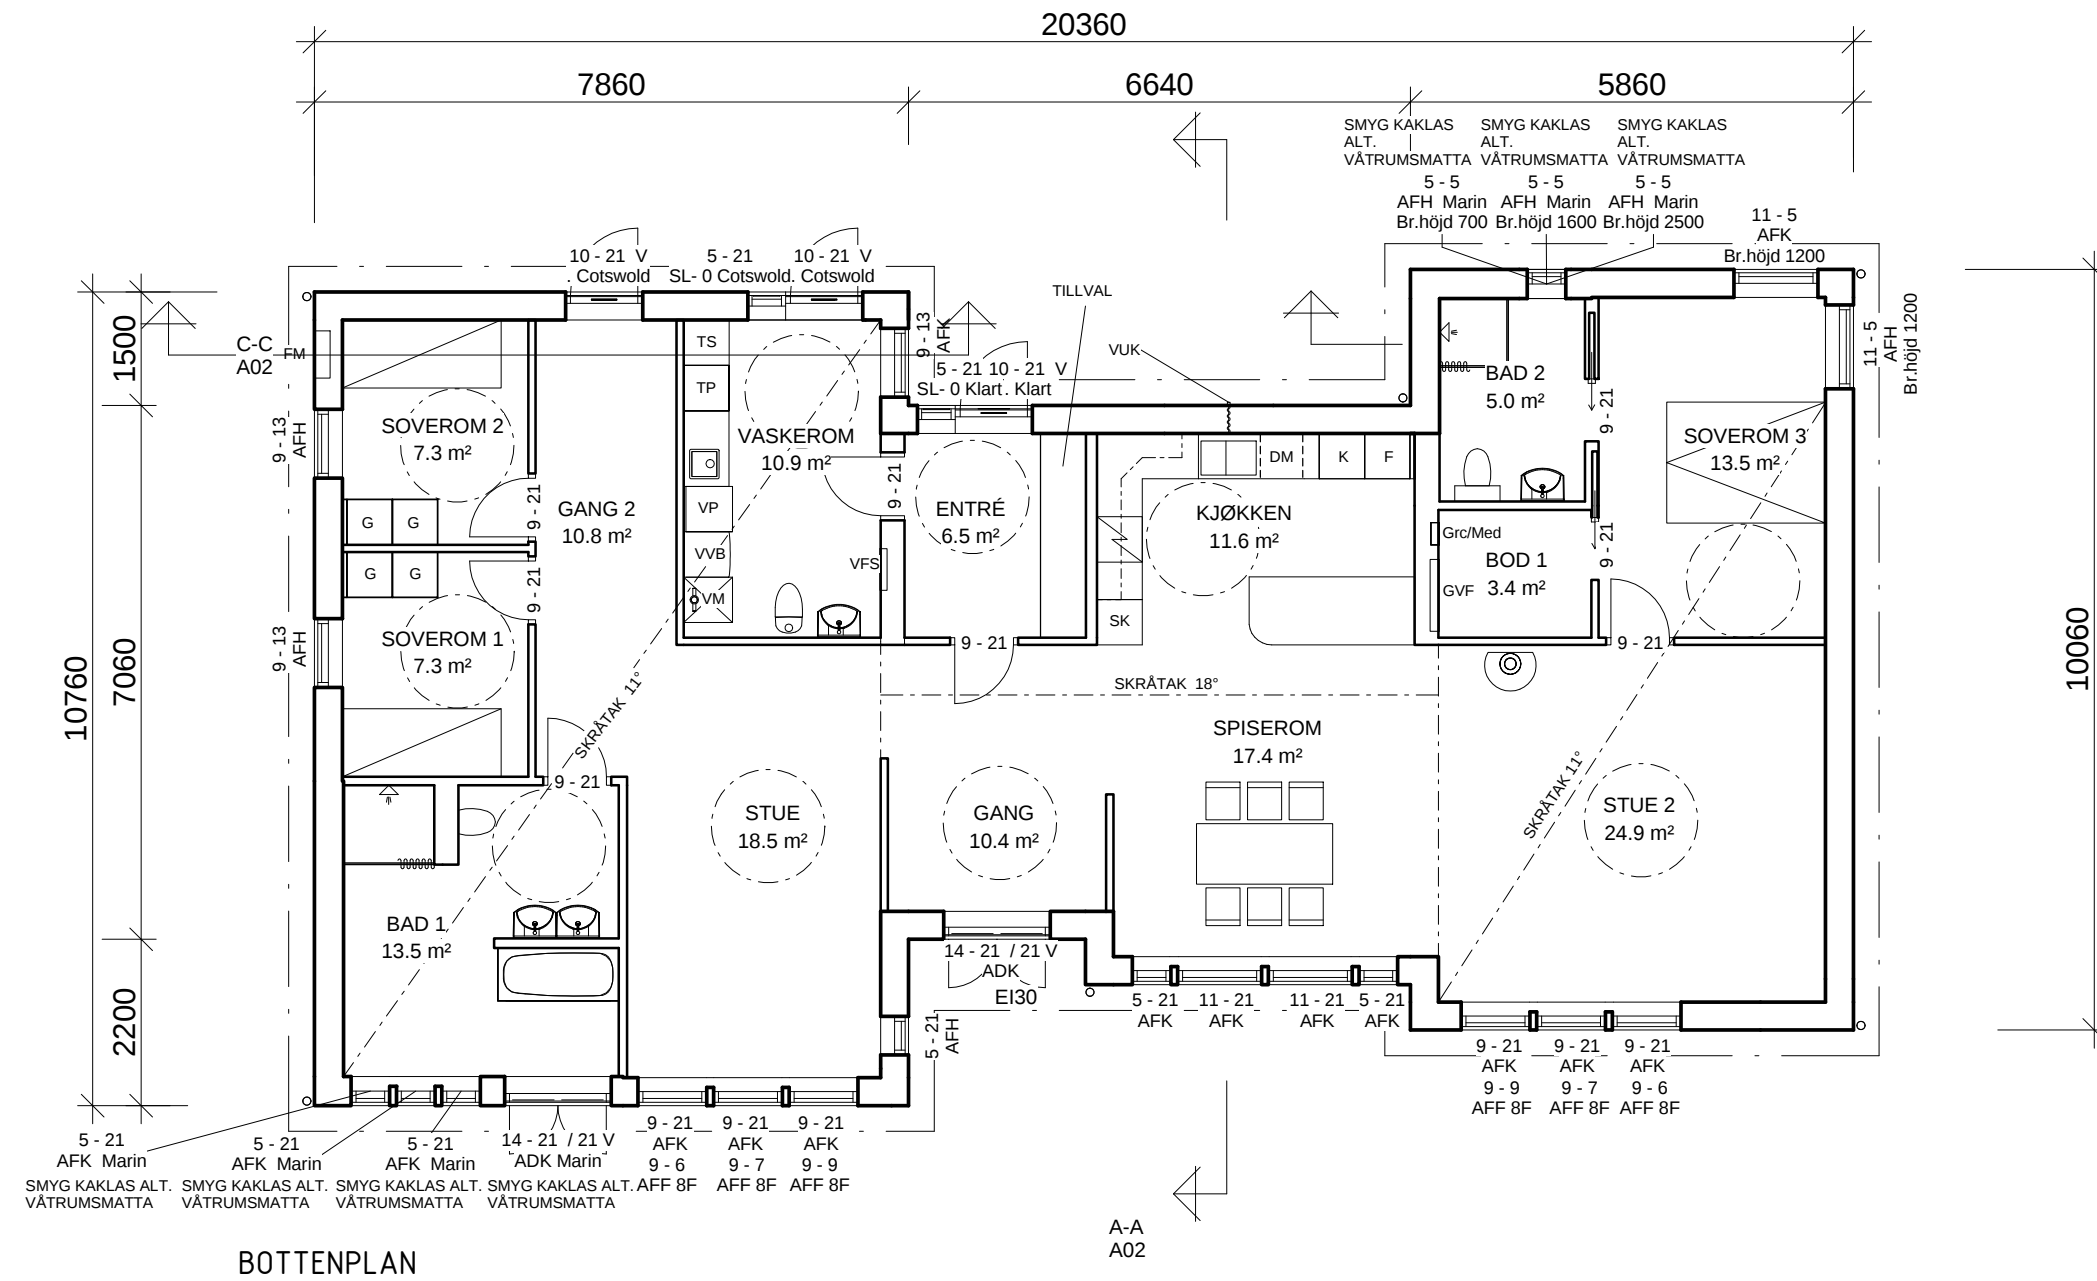 20360
7860
6640
5860
SMYG KAKLAS
ALT.
VÅTRUMSMATTA
SMYG KAKLAS
ALT.
VÅTRUMSMATTA
SMYG KAKLAS
ALT.
VÅTRUMSMATTA
5 - 5
AFH Marin
Br.höjd 700
5 - 5
AFH Marin
Br.höjd 1600
5 - 5
AFH Marin
Br.höjd 2500
11 - 5
AFK
Br.höjd 1200
10 - 21 V
. Cotswold
5 - 21
SL- 0 Cotswold
10 - 21 V
. Cotswold
TILLVAL
VUK
C-C
A02
FM
9 - 13
AFK
5 - 21
SL- 0 Klart
10 - 21 V
. Klart
11 - 5
AFH
Br.höjd 1200
1500
7060
2200
10760
10060
TS
TP
VP
VVB
VM
VFS
SOVEROM 2
7.3 m²
9 - 13
AFH
G
G
G
G
9 - 21
9 - 21
GANG 2
10.8 m²
VASKEROM
10.9 m²
9 - 21
ENTRÉ
6.5 m²
KJØKKEN
11.6 m²
DM
K
F
SK
BAD 2
5.0 m²
9 - 21
SOVEROM 3
13.5 m²
Grc/Med
BOD 1
3.4 m²
GVF
9 - 21
SOVEROM 1
7.3 m²
9 - 13
AFH
9 - 21
9 - 21
SKRÅTAK 11°
SKRÅTAK 18°
SPISEROM
17.4 m²
9 - 21
STUE
18.5 m²
GANG
10.4 m²
SKRÅTAK 11°
STUE 2
24.9 m²
BAD 1
13.5 m²
14 - 21 / 21 V
ADK
EI30
5 - 21
AFH
5 - 21
AFK
11 - 21
AFK
11 - 21
AFK
5 - 21
AFK
9 - 21
AFK
9 - 9
AFF 8F
9 - 21
AFK
9 - 7
AFF 8F
9 - 21
AFK
9 - 6
AFF 8F
5 - 21
AFK Marin
SMYG KAKLAS ALT.
VÅTRUMSMATTA
5 - 21
AFK Marin
SMYG KAKLAS ALT.
VÅTRUMSMATTA
5 - 21
AFK Marin
SMYG KAKLAS ALT.
VÅTRUMSMATTA
14 - 21 / 21 V
ADK Marin
SMYG KAKLAS ALT.
VÅTRUMSMATTA
9 - 21
AFK
9 - 6
AFF 8F
9 - 21
AFK
9 - 7
AFF 8F
9 - 21
AFK
9 - 9
AFF 8F
A-A
A02
BOTTENPLAN